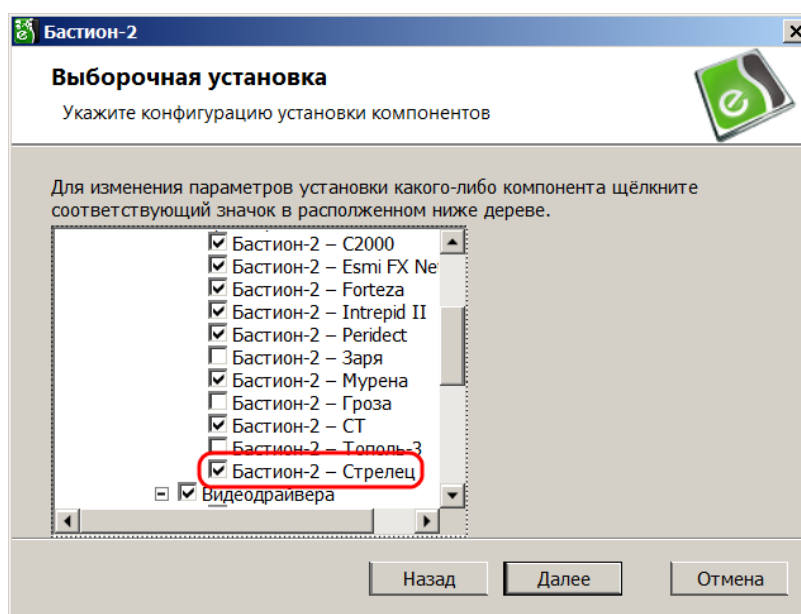 Бастион-2
Выборочная установка
Укажите конфигурацию установки компонентов
Для изменения параметров установки какого-либо компонента щёлкните
соответствующий значок в расположенном ниже дереве.
Бастион-2 – С2000
Бастион-2 – Esmi FX Ne
Бастион-2 – Forteza
Бастион-2 – Intrepid II
Бастион-2 – Peridect
Бастион-2 – Заря
Бастион-2 – Мурена
Бастион-2 – Гроза
Бастион-2 – СТ
Бастион-2 – Тополь-3
Бастион-2 – Стрелец
Видеодрайвера
Назад
Далее
Отмена